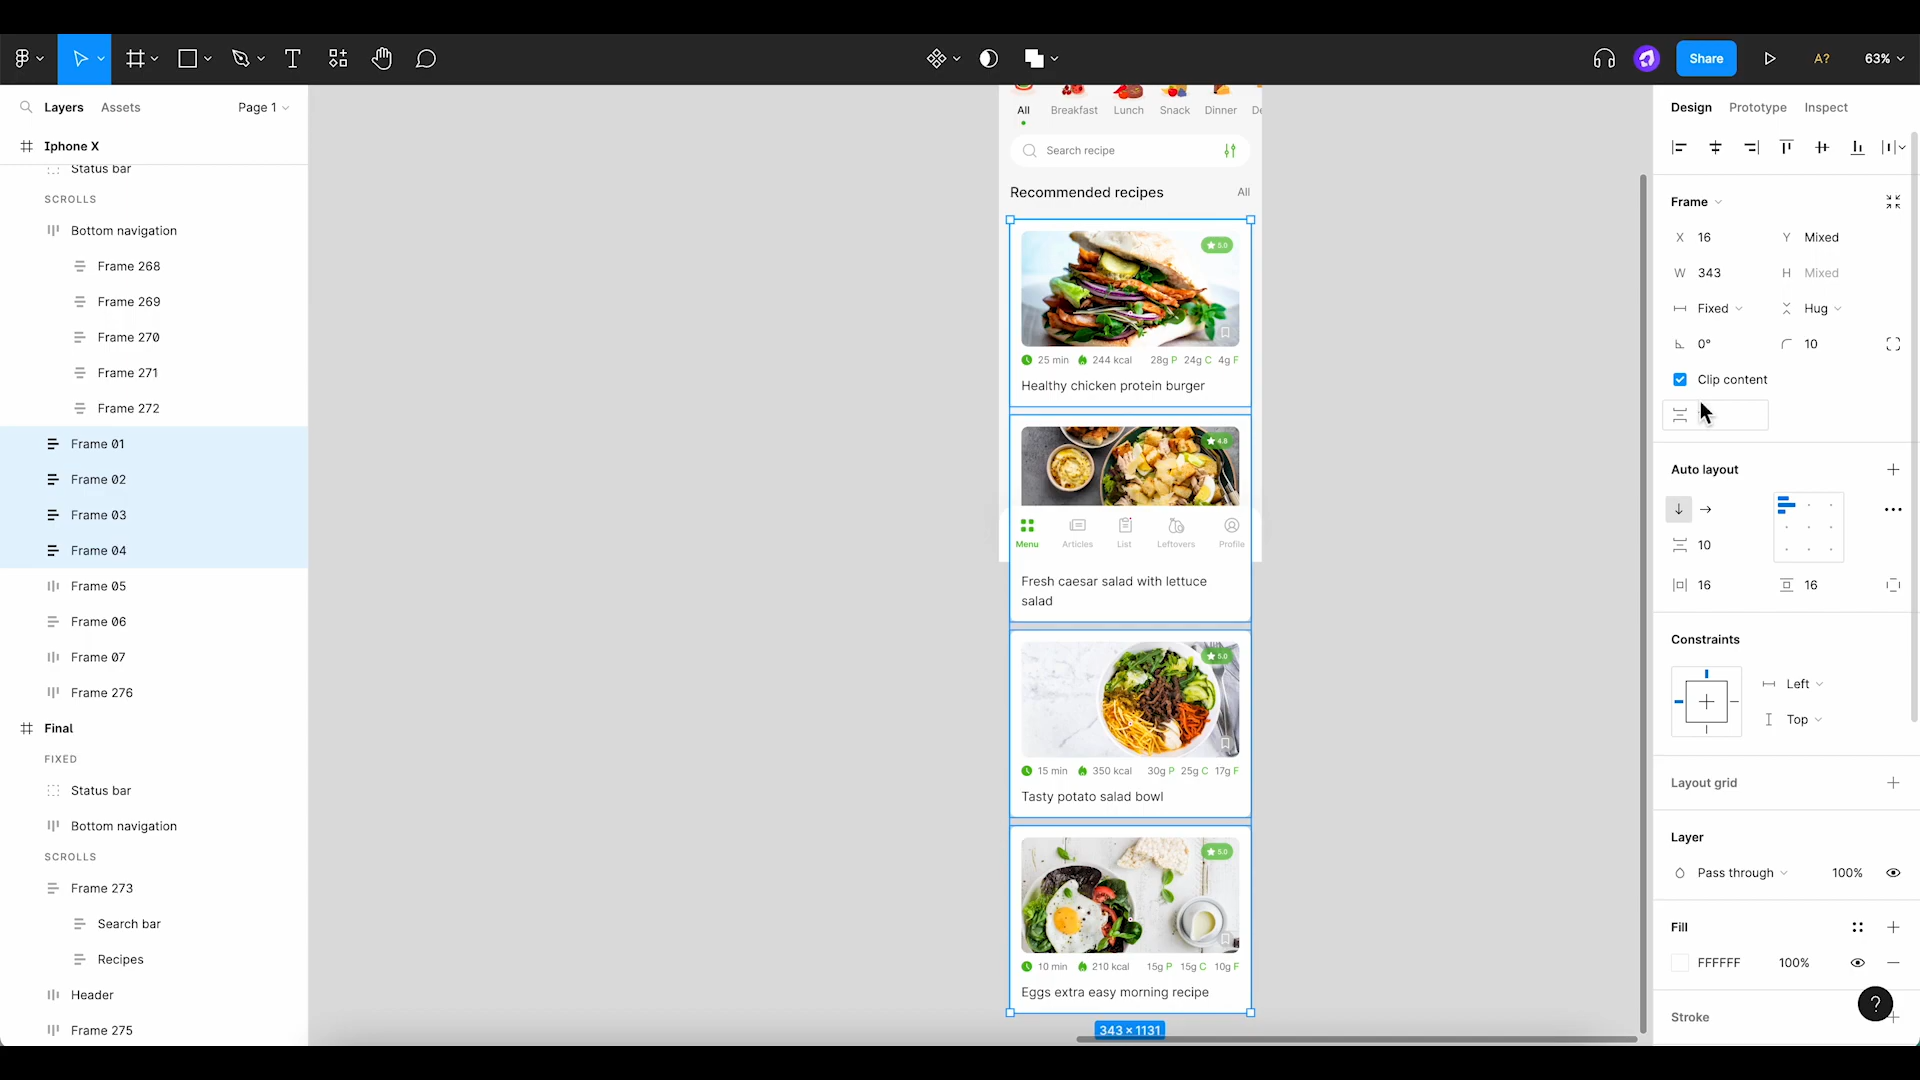 Share
A?
63%
Layers Assets Page 1
Iphone X
Status bar
SCROLLS
Bottom navigation
Frame 268
Frame 269
Frame 270
Frame 271
Frame 272
Frame 01
Frame 02
Frame 03
Frame 04
Frame 05
Frame 06
Frame 07
Frame 276
Final
FIXED
Status bar
Bottom navigation
SCROLLS
Frame 273
Search bar
Recipes
Header
Frame 275
All Breakfast Lunch Snack Dinner De
Search recipe
Recommended recipes All
5.0
25 min 244 kcal 28g P 24g C 4g F
Healthy chicken protein burger
4.8
Menu Articles List Leftovers Profile
Fresh caesar salad with lettuce
salad
5.0
15 min 350 kcal 30g P 25g C 17g F
Tasty potato salad bowl
5.0
10 min 210 kcal 15g P 15g C 10g F
Eggs extra easy morning recipe
343 × 1131
Design Prototype Inspect
Frame
X 16 Y Mixed
W 343 H Mixed
Fixed Hug
0° 10
Clip content
Auto layout
10
16 16
Constraints
Left
Top
Layout grid
Layer
Pass through 100%
Fill
FFFFFF 100%
Stroke
?